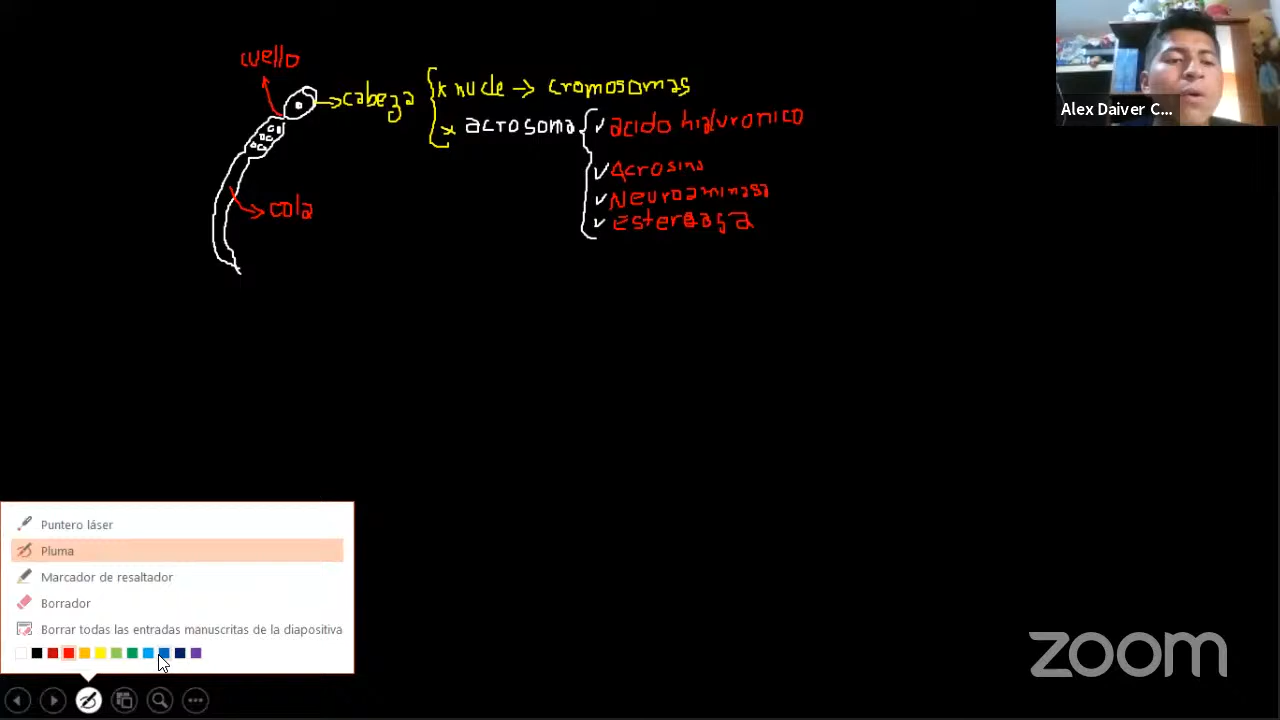 cuello
cabeza
nucle → cromosomas
acrosoma
acido hialuronico
Acrosina
Neuroaminasa
Esterasa
cola
Alex Daiver C...
Puntero láser
Pluma
Marcador de resaltador
Borrador
Borrar todas las entradas manuscritas de la diapositiva
zoom